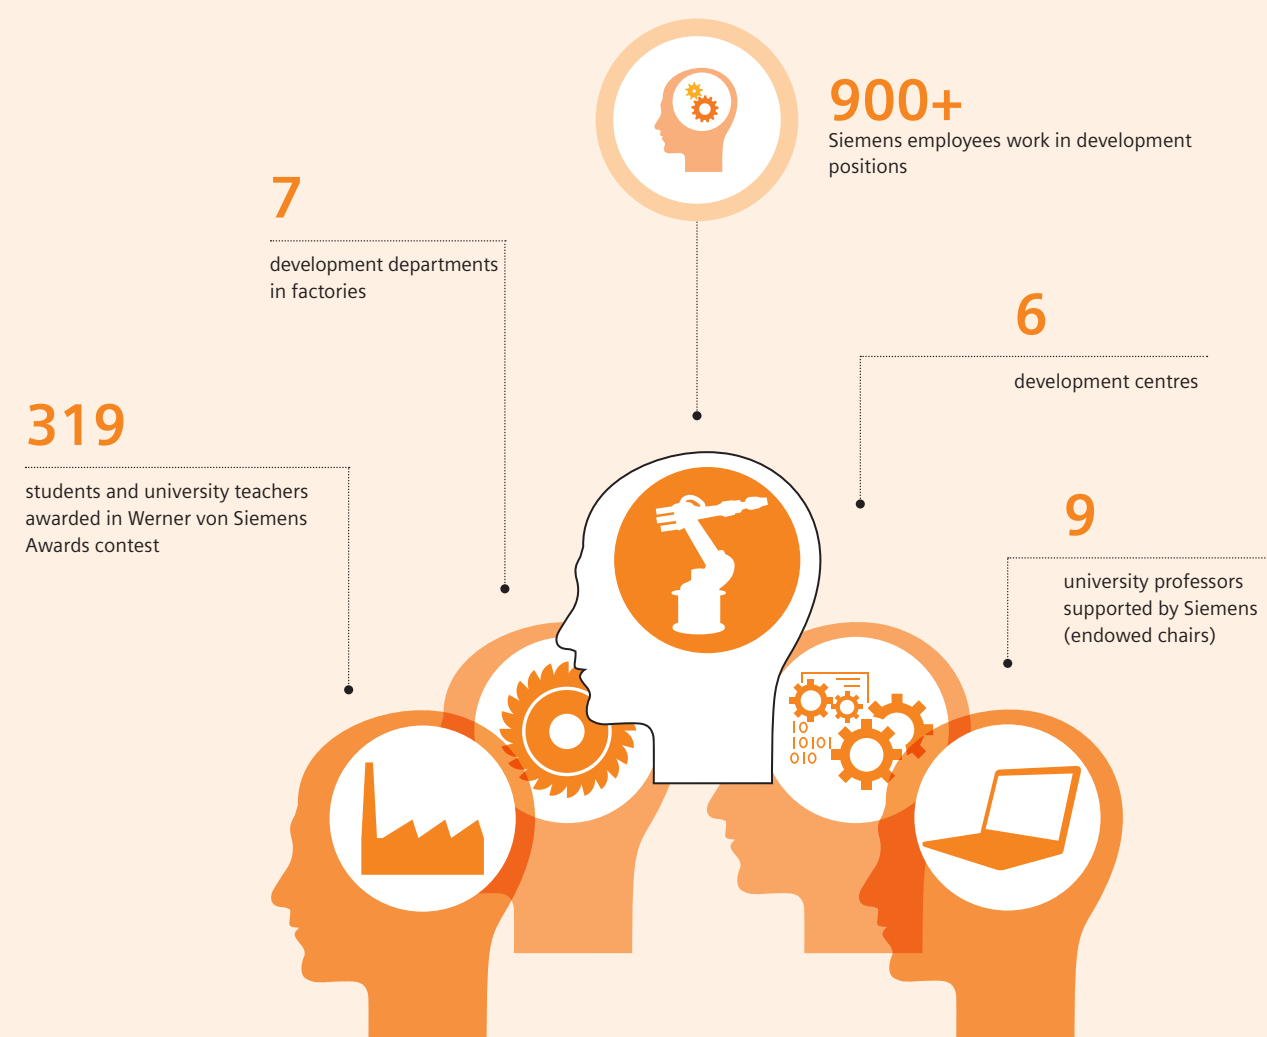 900+
Siemens employees work in development
positions
7
development departments
in factories
6
development centres
319
students and university teachers
awarded in Werner von Siemens
Awards contest
9
university professors
supported by Siemens
(endowed chairs)
10
10101
010